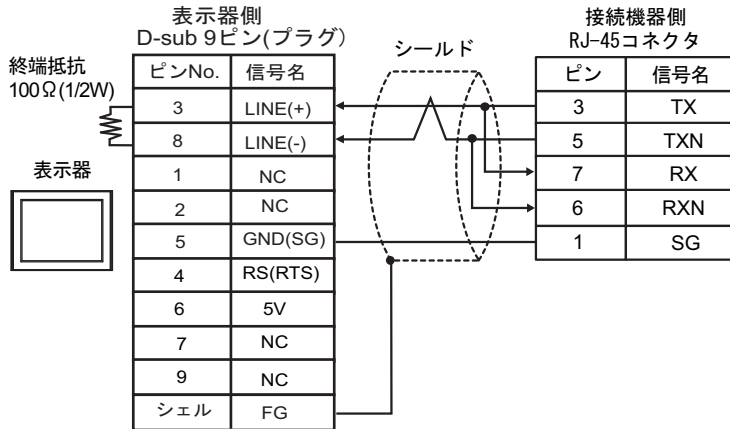 表示器側
D-sub 9ピン(プラグ)
接続機器側
RJ-45コネクタ
シールド
終端抵抗
100Ω(1/2W)
表示器
ピンNo. 信号名
3 LINE(+)
8 LINE(-)
1 NC
2 NC
5 GND(SG)
4 RS(RTS)
6 5V
7 NC
9 NC
シェル FG
ピン 信号名
3 TX
5 TXN
7 RX
6 RXN
1 SG